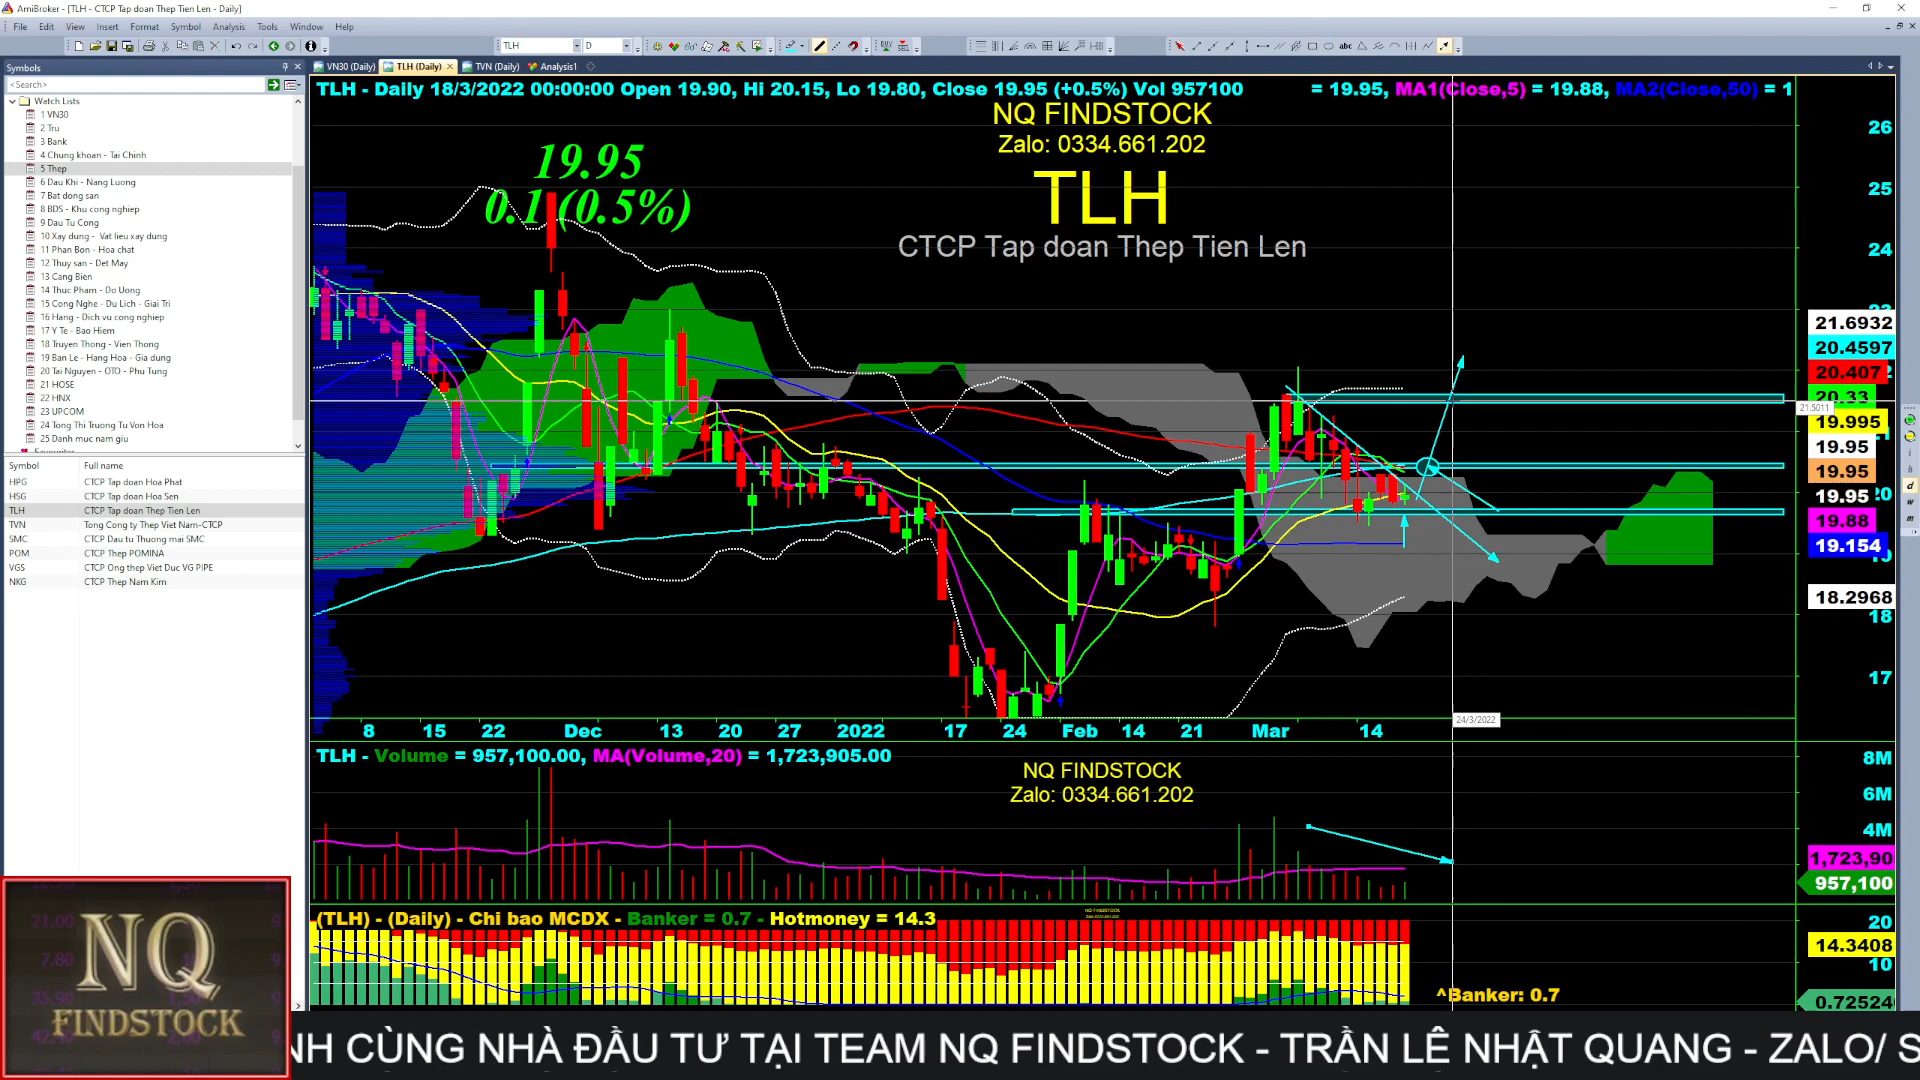 AmiBroker - [TLH - CTCP Tap doan Thep Tien Len - Daily]
File Edit View Insert Format Symbol Analysis Tools Window Help
TLH D
Symbols
<Search>
VN30 (Daily) TLH (Daily) TVN (Daily) Analysis1
Watch Lists
1 VN30
2 Tru
3 Bank
4 Chung khoan - Tai Chinh
5 Thep
6 Dau Khi - Nang Luong
7 Bat dong san
8 BDS - Khu cong nghiep
9 Dau Tu Cong
10 Xay dung - Vat lieu xay dung
11 Phan Bon - Hoa chat
12 Thuy san - Det May
13 Cang Bien
14 Thuc Pham - Do Uong
15 Cong Nghe - Du Lich - Giai Tri
16 Hang - Dich vu cong nghiep
17 Y Te - Bao Hiem
18 Truyen Thong - Vien Thong
19 Ban Le - Hang Hoa - Gia dung
20 Tai Nguyen - OTO - Phu Tung
21 HOSE
22 HNX
23 UPCOM
24 Tong Thi Truong Tu Von Hoa
25 Danh muc nam giu
Symbol Full name
HPG CTCP Tap doan Hoa Phat
HSG CTCP Tap doan Hoa Sen
TLH CTCP Tap doan Thep Tien Len
TVN Tong Cong ty Thep Viet Nam-CTCP
SMC CTCP Dau tu Thuong mai SMC
POM CTCP Thep POMINA
VGS CTCP Ong thep Viet Duc VG PIPE
NKG CTCP Thep Nam Kim
TLH - Daily 18/3/2022 00:00:00 Open 19.90, Hi 20.15, Lo 19.80, Close 19.95 (+0.5%) Vol 957100 = 19.95, MA1(Close,5) = 19.88, MA2(Close,50) = 1
NQ FINDSTOCK
Zalo: 0334.661.202
TLH
CTCP Tap doan Thep Tien Len
19.95
0.1 (0.5%)
26
25
24
21.6932
20.4597
20.407
20.33
21.5011
19.995
19.95
19.95
19.95
20
19.88
19.154
18.2968
18
17
24/3/2022
8 15 22 Dec 13 20 27 2022 17 24 Feb 14 21 Mar 14
TLH - Volume = 957,100.00, MA(Volume,20) = 1,723,905.00
NQ FINDSTOCK
Zalo: 0334.661.202
8M
6M
4M
1,723,90
957,100
(TLH) - (Daily) - Chi bao MCDX - Banker = 0.7 - Hotmoney = 14.3
20
14.3408
10
^Banker: 0.7
0.72524
NQ
FINDSTOCK
NH CÙNG NHÀ ĐẦU TƯ TẠI TEAM NQ FINDSTOCK - TRẦN LÊ NHẬT QUANG - ZALO/ S